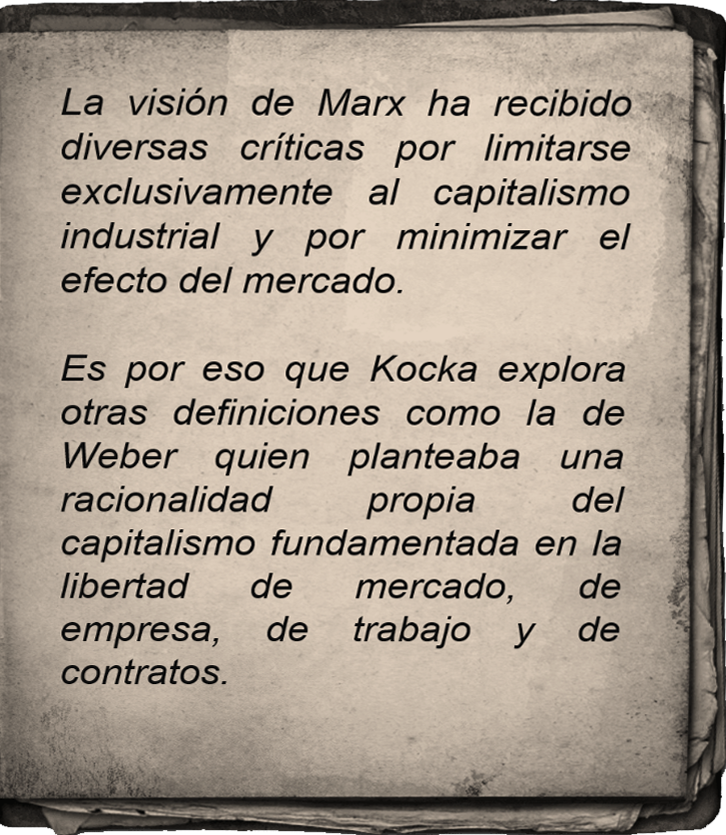 La visión de Marx ha recibido
diversas críticas por limitarse
exclusivamente al capitalismo
industrial y por minimizar el
efecto del mercado.
Es por eso que Kocka explora
otras definiciones como la de
Weber quien planteaba una
racionalidad propia del
capitalismo fundamentada en la
libertad de mercado, de
empresa, de trabajo y de
contratos.